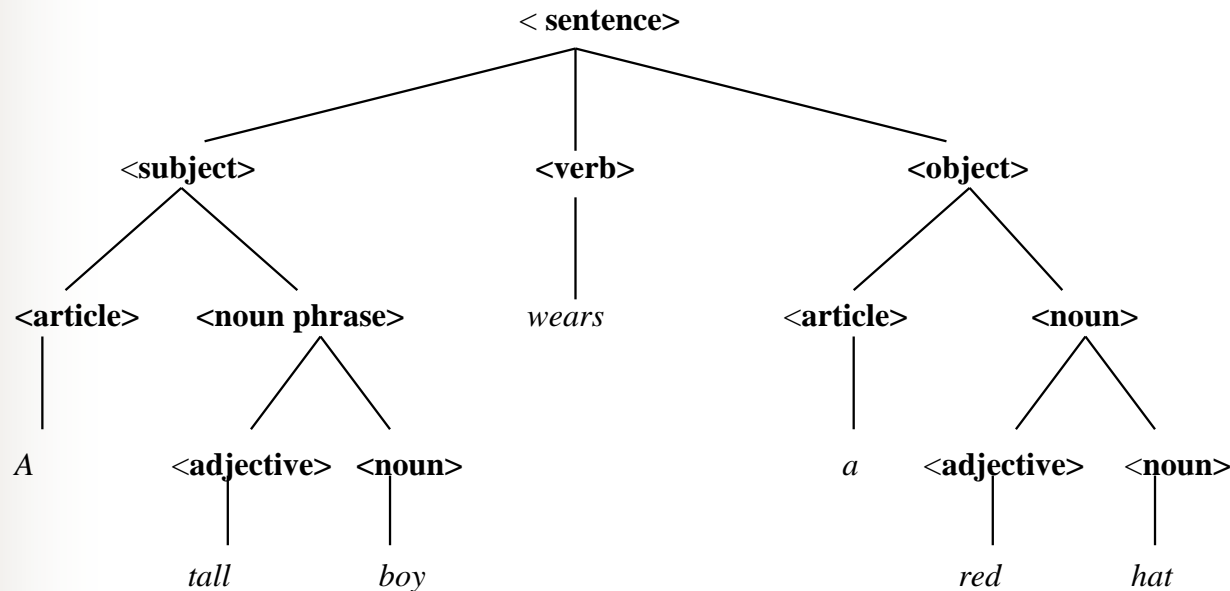 < sentence>
<subject> <verb> <object>
<article> <noun phrase> wears <article> <noun>
A <adjective> <noun> a <adjective> <noun>
tall boy red hat